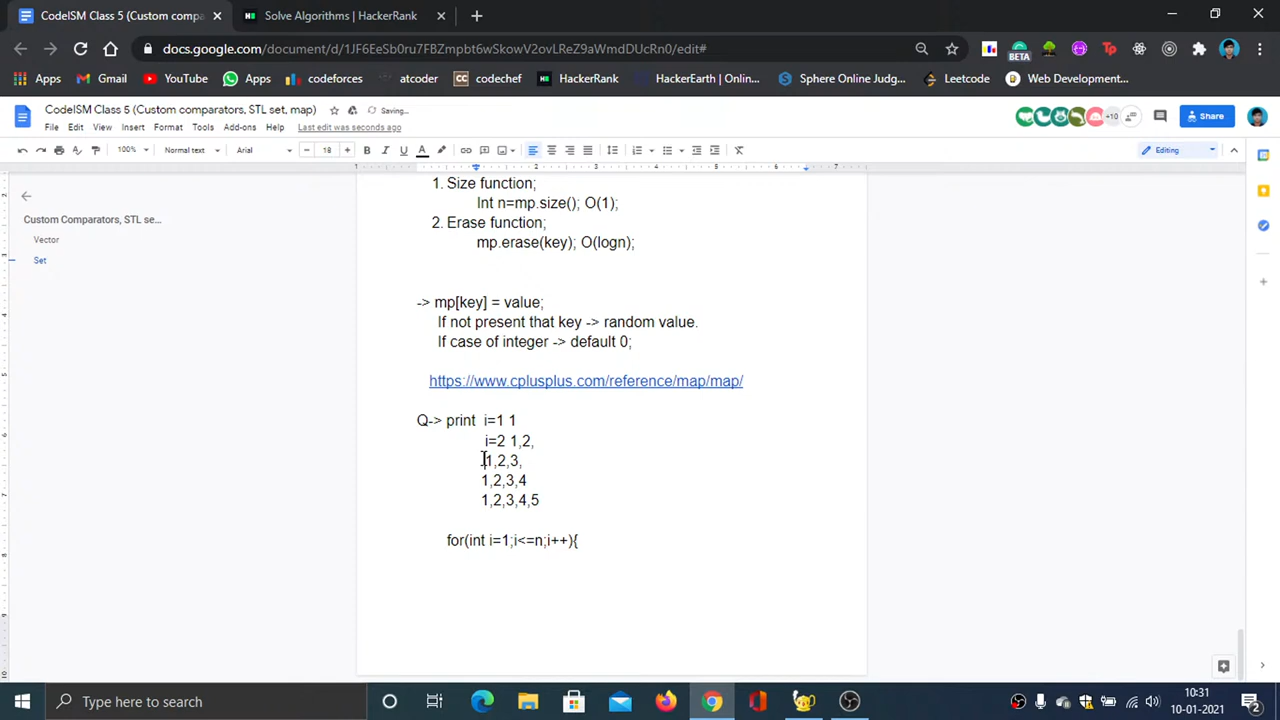 CodeISM Class 5 (Custom compa
Solve Algorithms | HackerRank
docs.google.com/document/d/1JF6EeSb0ru7FBZmpbt6wSkowV2ovLReZ9aWmdDUcRn0/edit#
BETA
Apps
Gmail
YouTube
Apps
codeforces
atcoder
codechef
HackerRank
HackerEarth | Onlin...
Sphere Online Judg...
Leetcode
Web Development...
CodeISM Class 5 (Custom comparators, STL set, map)
Saving...
+10
Share
File Edit View Insert Format Tools Add-ons Help Last edit was seconds ago
100% Normal text Arial 18 Editing
Custom Comparators, STL se...
Vector
Set
1. Size function;
Int n=mp.size(); O(1);
2. Erase function;
mp.erase(key); O(logn);
-> mp[key] = value;
If not present that key -> random value.
If case of integer -> default 0;
https://www.cplusplus.com/reference/map/map/
Q-> print i=1 1
i=2 1,2,
1,2,3,
1,2,3,4
1,2,3,4,5
for(int i=1;i<=n;i++){
Type here to search
10:31
10-01-2021
2